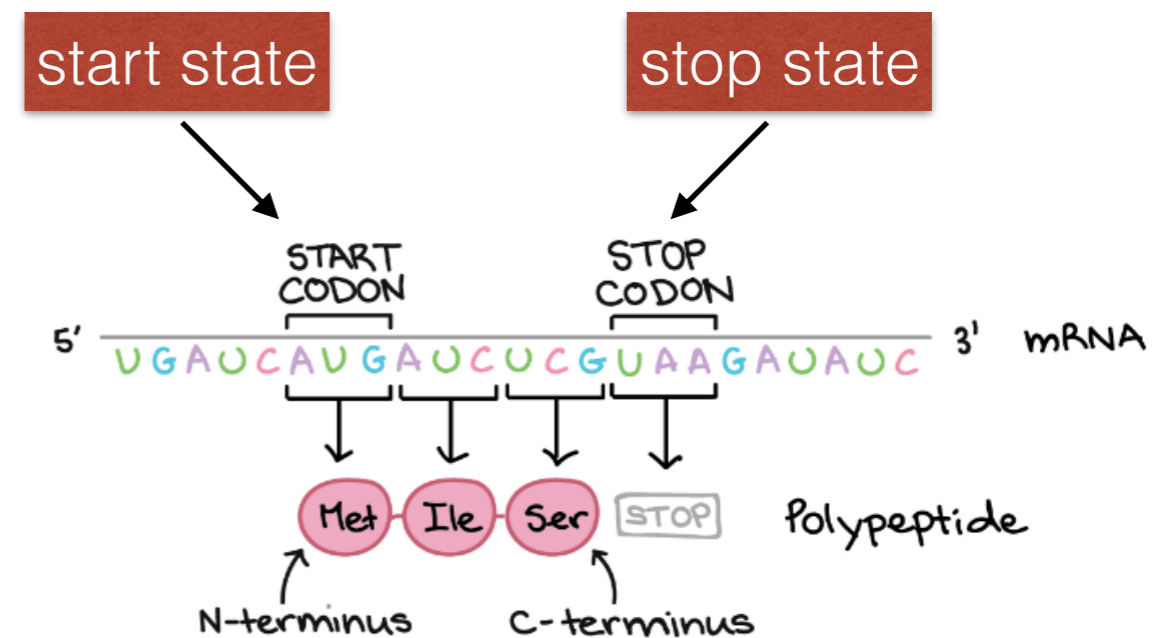 start state
stop state
START
CODON
STOP
CODON
5' 3' mRNA
UGAUCAUGAUCUCGUAAGAUAUC
Met Ile Ser STOP Polypeptide
N-terminus C-terminus